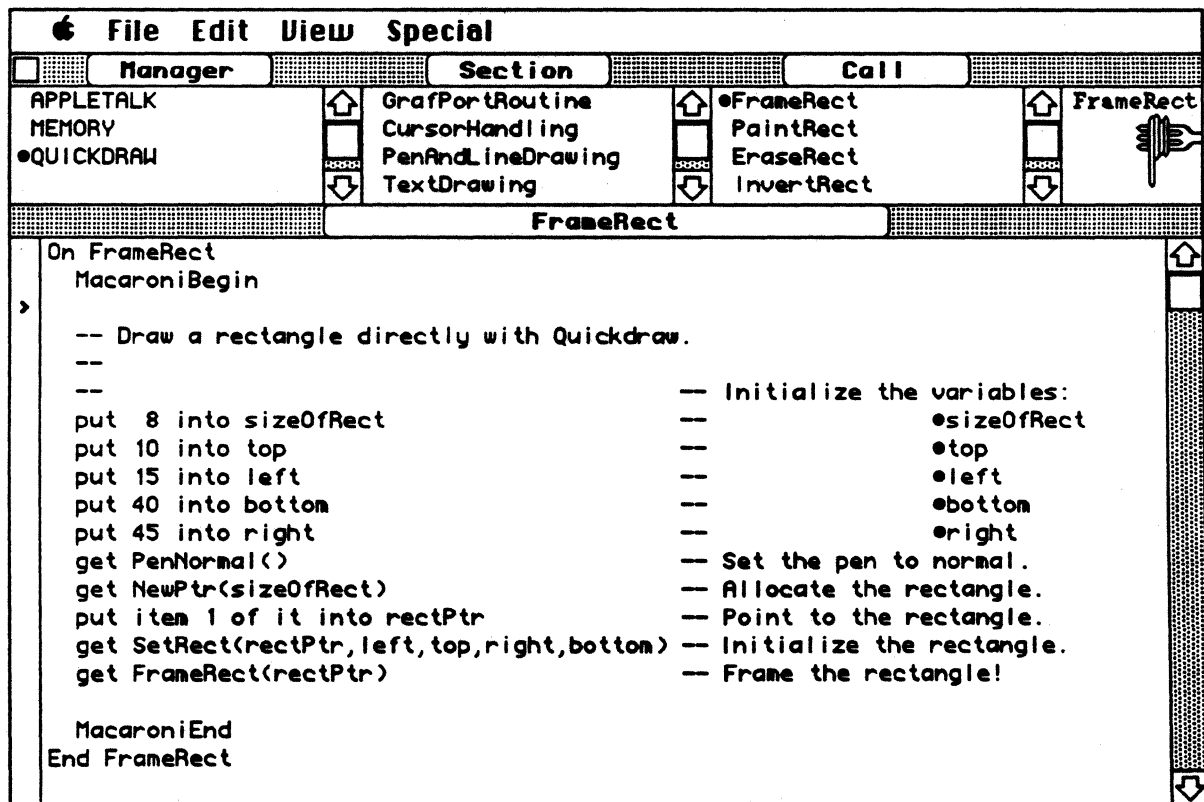 File Edit View Special
Manager Section Call
APPLETALK GrafPortRoutine •FrameRect FrameRect
MEMORY CursorHandling PaintRect
•QUICKDRAW PenAndLineDrawing EraseRect
TextDrawing InvertRect
FrameRect
On FrameRect
MacaroniBegin
>
-- Draw a rectangle directly with Quickdraw.
--
-- -- Initialize the variables:
put 8 into sizeOfRect -- •sizeOfRect
put 10 into top -- •top
put 15 into left -- •left
put 40 into bottom -- •bottom
put 45 into right -- •right
get PenNormal() -- Set the pen to normal.
get NewPtr(sizeOfRect) -- Allocate the rectangle.
put item 1 of it into rectPtr -- Point to the rectangle.
get SetRect(rectPtr,left,top,right,bottom) -- Initialize the rectangle.
get FrameRect(rectPtr) -- Frame the rectangle!
MacaroniEnd
End FrameRect